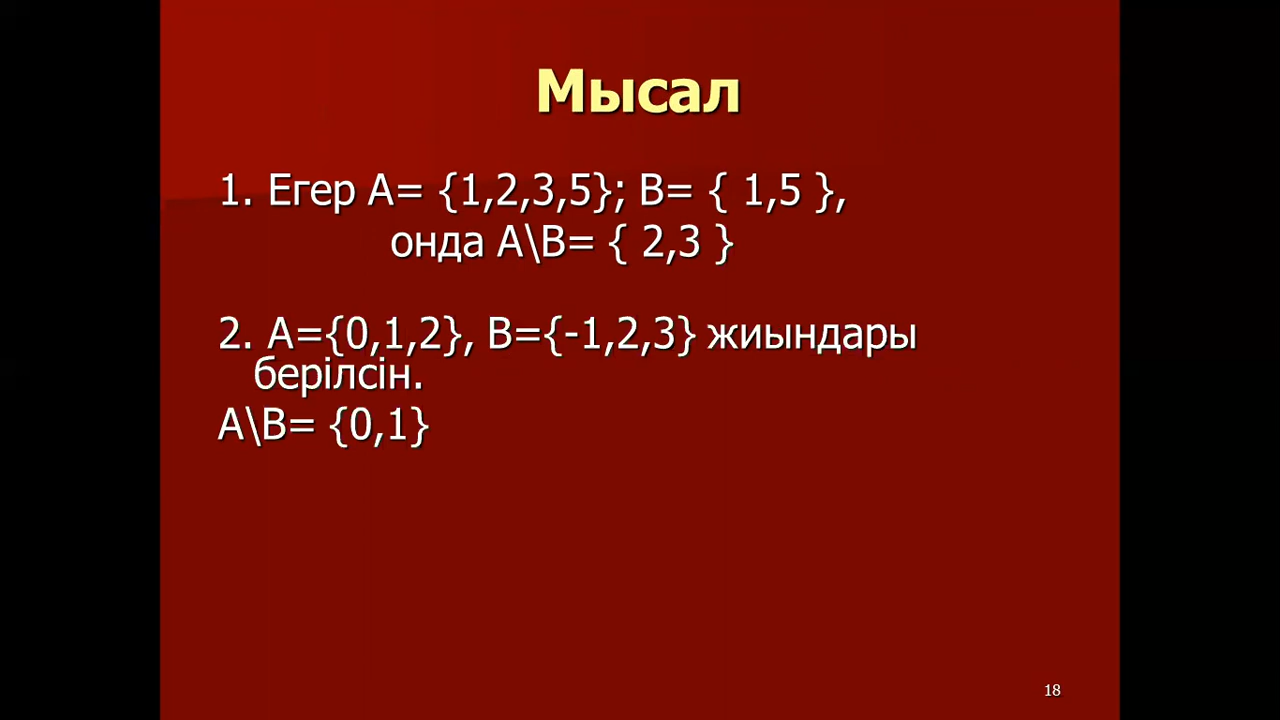 Мысал
1. Егер А= {1,2,3,5}; В= { 1,5 },
онда А\В= { 2,3 }
2. А={0,1,2}, В={-1,2,3} жиындары
берілсін.
А\В= {0,1}
18